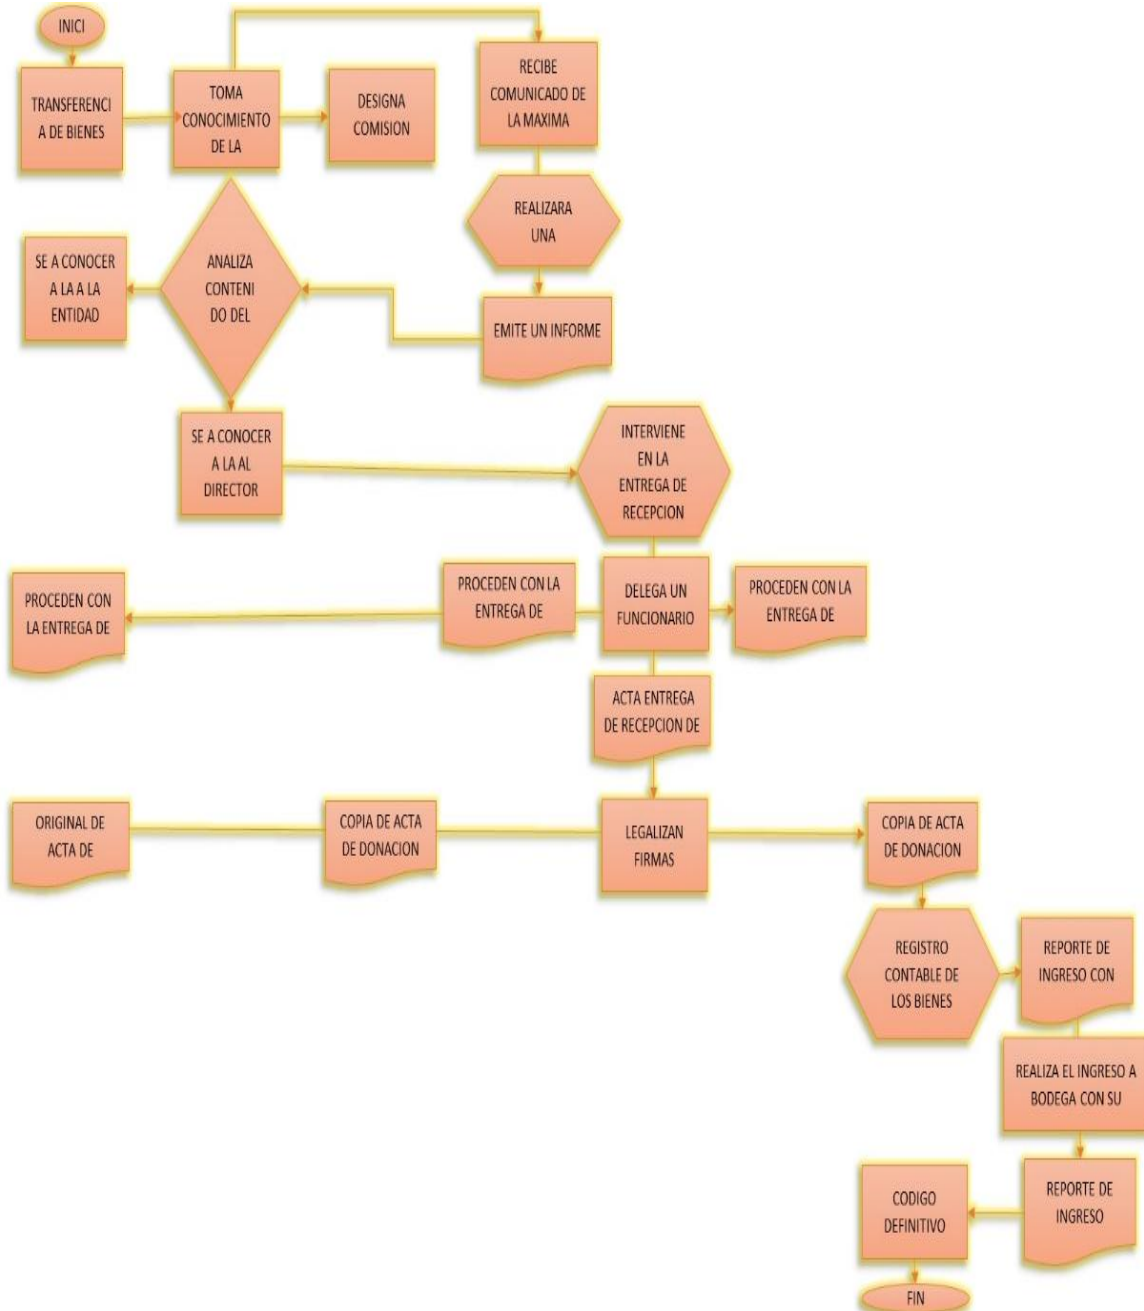 INICI
TRANSFERENCI
A DE BIENES
TOMA
CONOCIMIENTO
DE LA
DESIGNA
COMISION
RECIBE
COMUNICADO DE
LA MAXIMA
REALIZARA
UNA
SE A CONOCER
A LA A LA
ENTIDAD
ANALIZA
CONTENI
DO DEL
EMITE UN INFORME
SE A CONOCER
A LA AL
DIRECTOR
INTERVIENE
EN LA
ENTREGA DE
RECEPCION
PROCEDEN CON
LA ENTREGA DE
PROCEDEN CON LA
ENTREGA DE
DELEGA UN
FUNCIONARIO
PROCEDEN CON LA
ENTREGA DE
ACTA ENTREGA
DE RECEPCION DE
ORIGINAL DE
ACTA DE
COPIA DE ACTA
DE DONACION
LEGALIZAN
FIRMAS
COPIA DE ACTA
DE DONACION
REGISTRO
CONTABLE DE
LOS BIENES
REPORTE DE
INGRESO CON
REALIZA EL INGRESO A
BODEGA CON SU
CODIGO
DEFINITIVO
REPORTE DE
INGRESO
FIN